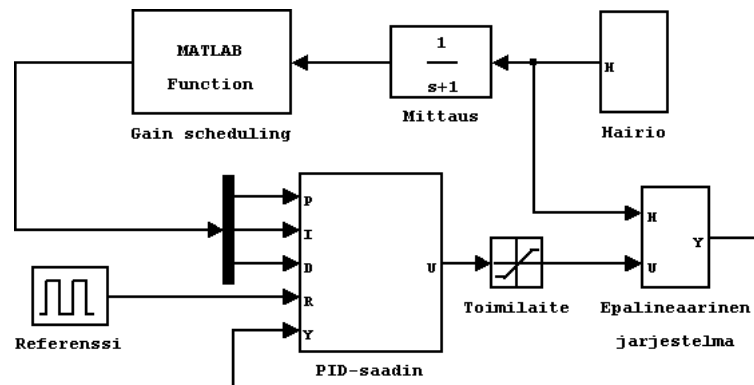 MATLAB
Function
Gain scheduling
1
s+1
Mittaus
H
Hairio
P
I
D
R
Y
U
PID-saadin
Referenssi
Toimilaite
H
U
Y
Epalineaarinen
jarjestelma